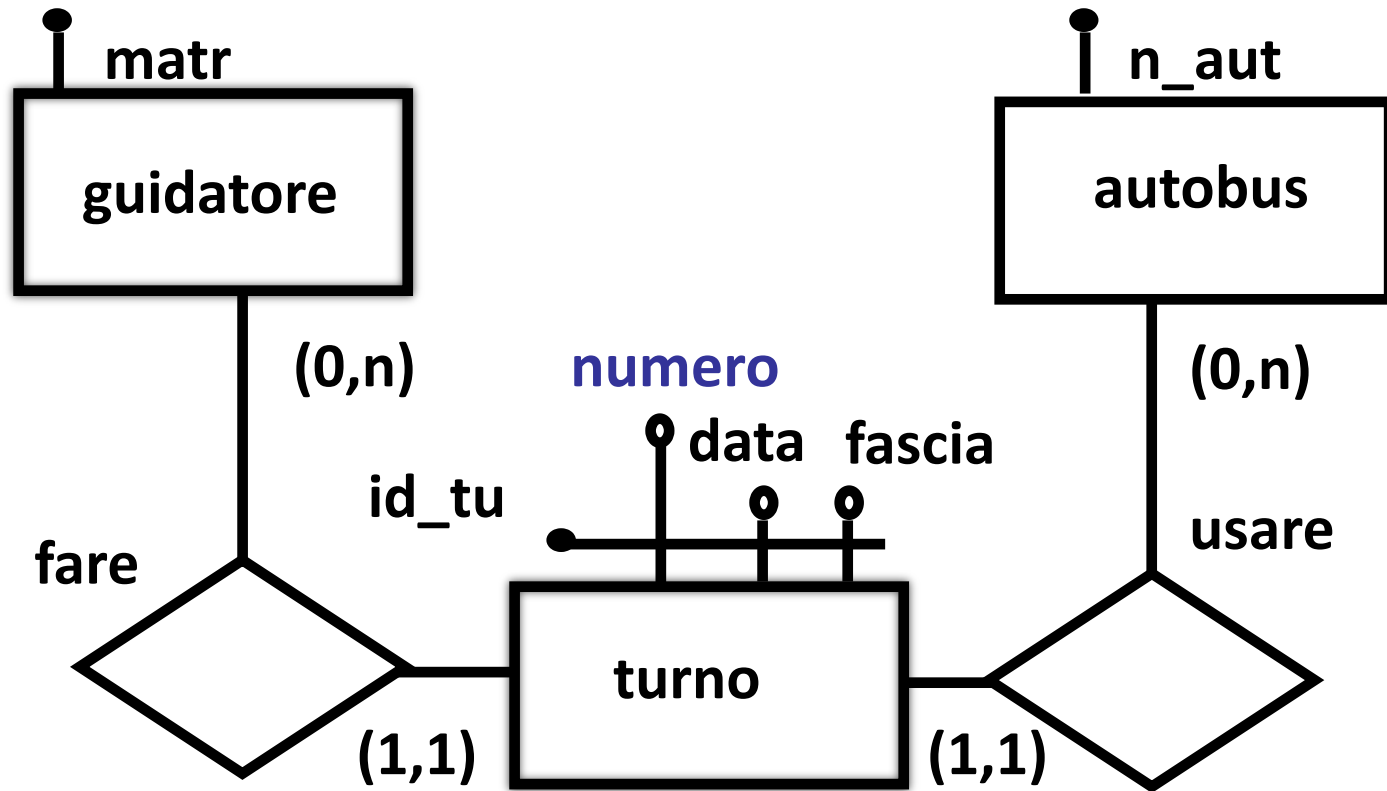 matr
n_aut
guidatore
autobus
(0,n)
numero
(0,n)
data
fascia
id_tu
usare
fare
turno
(1,1)
(1,1)